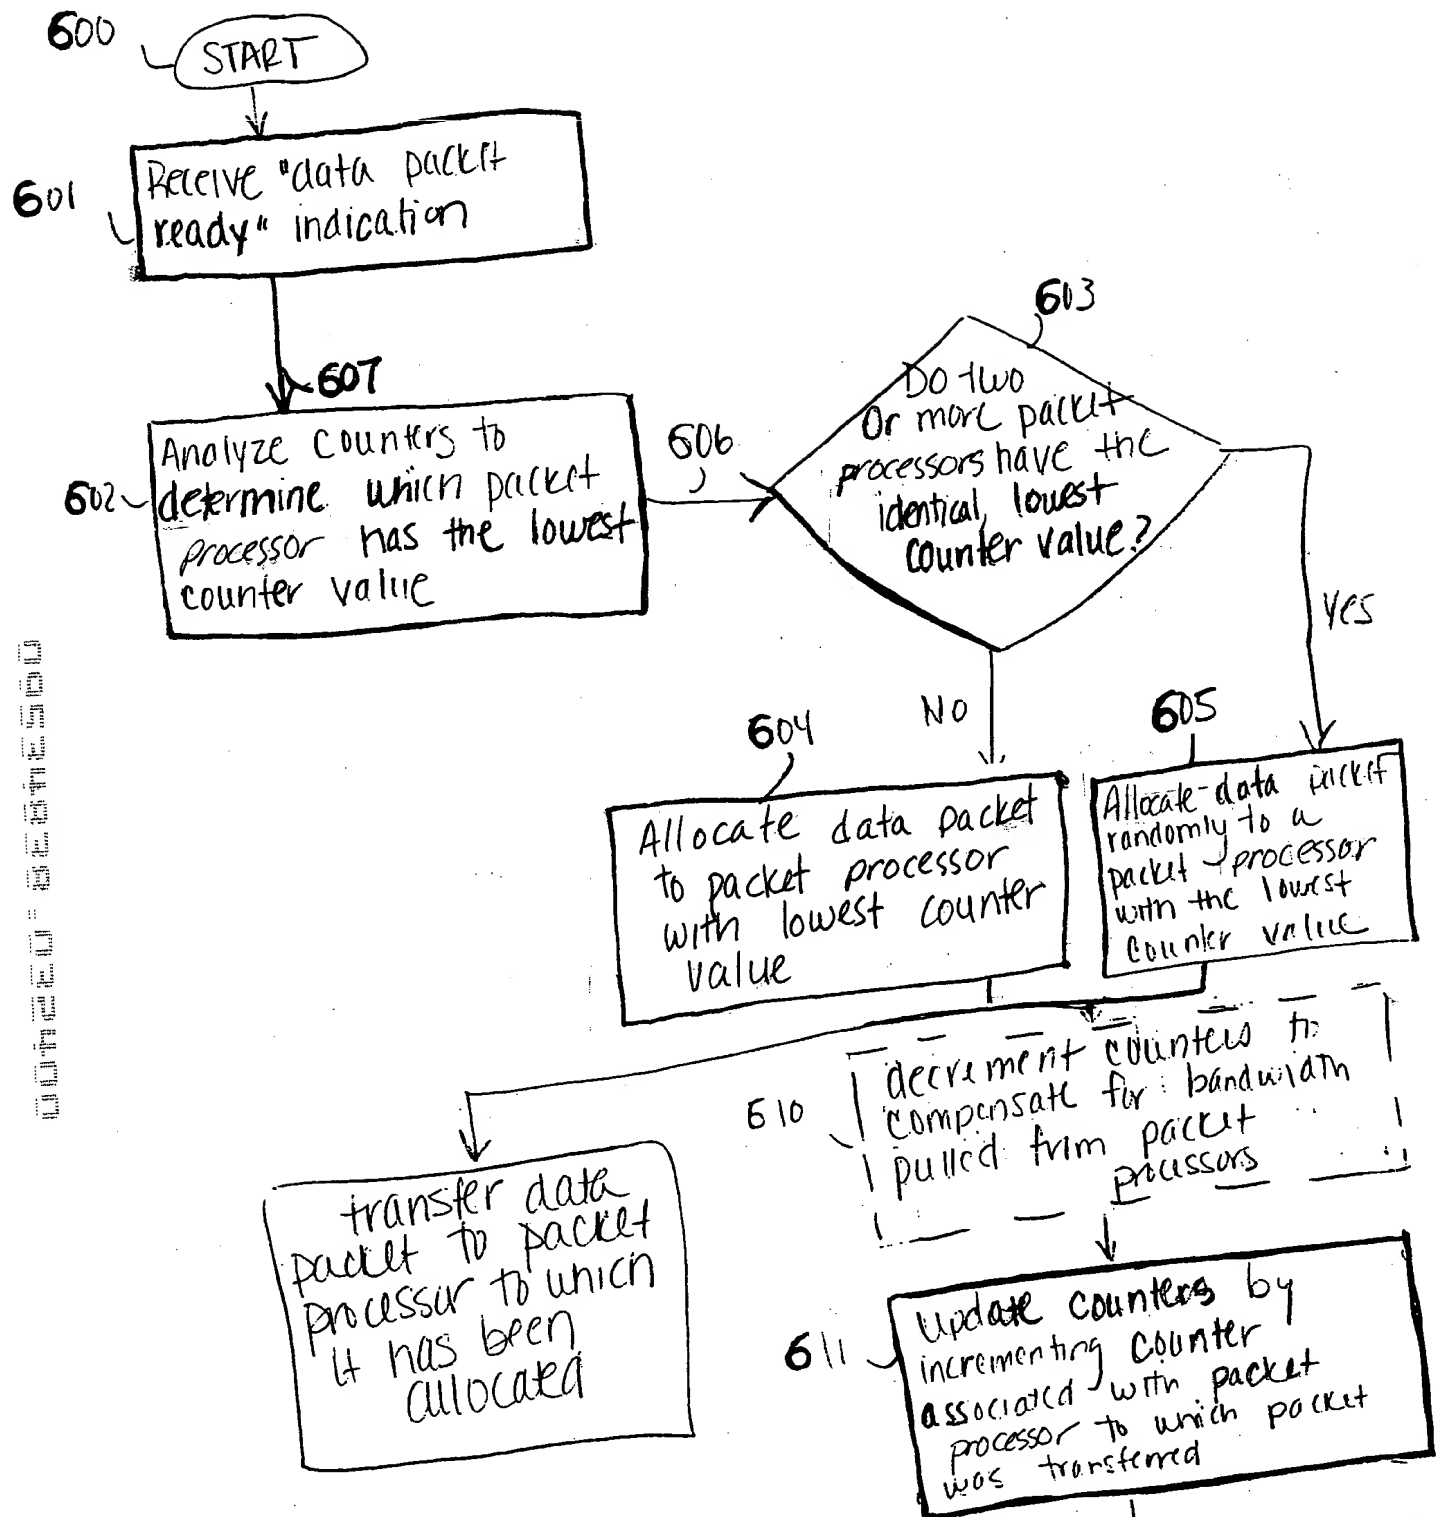 600
START
601
Receive "data packet
ready" indication
607
602
Analyze counters to
determine which packet
processor has the lowest
counter value
606
603
Do two
Or more packet
processors have the
identical, lowest
counter value?
Yes
No
604
Allocate data packet
to packet processor
with lowest counter
value
605
Allocate data packet
randomly to a
packet processor
with the lowest
counter value
610
decrement counters to
compensate for bandwidth
pulled from packet
processors
transfer data
packet to packet
processor to which
it has been
allocated
611
Update counters by
incrementing counter
associated with packet
processor to which packet
was transferred